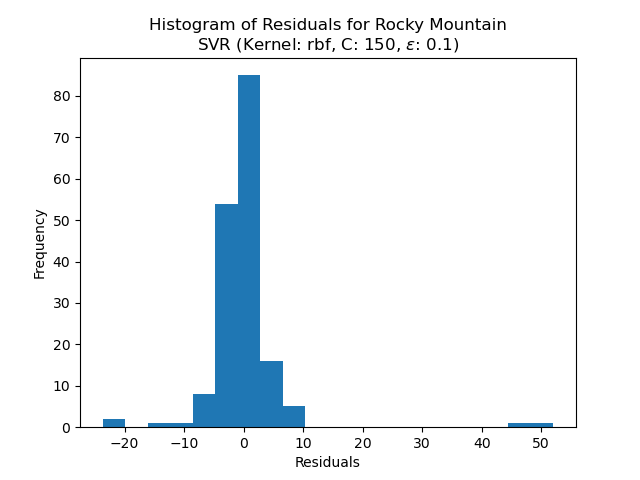 Histogram of Residuals for Rocky Mountain
SVR (Kernel: rbf, C: 150, ε: 0.1)
80
70
60
50
40
30
20
10
0
Frequency
−20 −10 0 10 20 30 40 50
Residuals